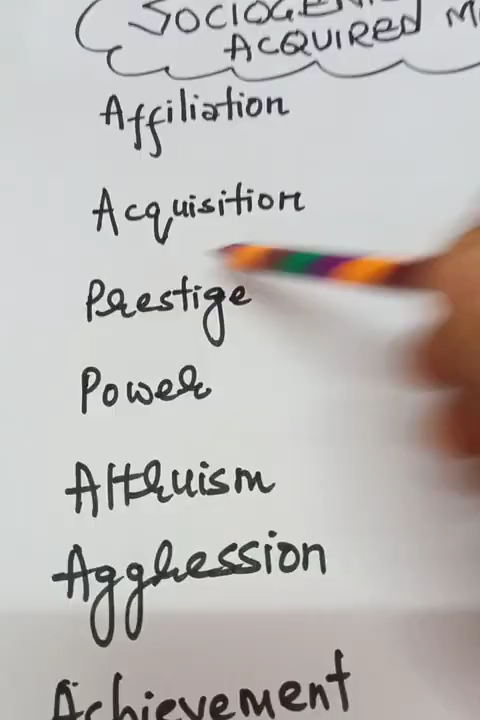 ACQUIRED
Affiliation
Acquisition
Prestige
Power
Altruism
Aggression
Achievement